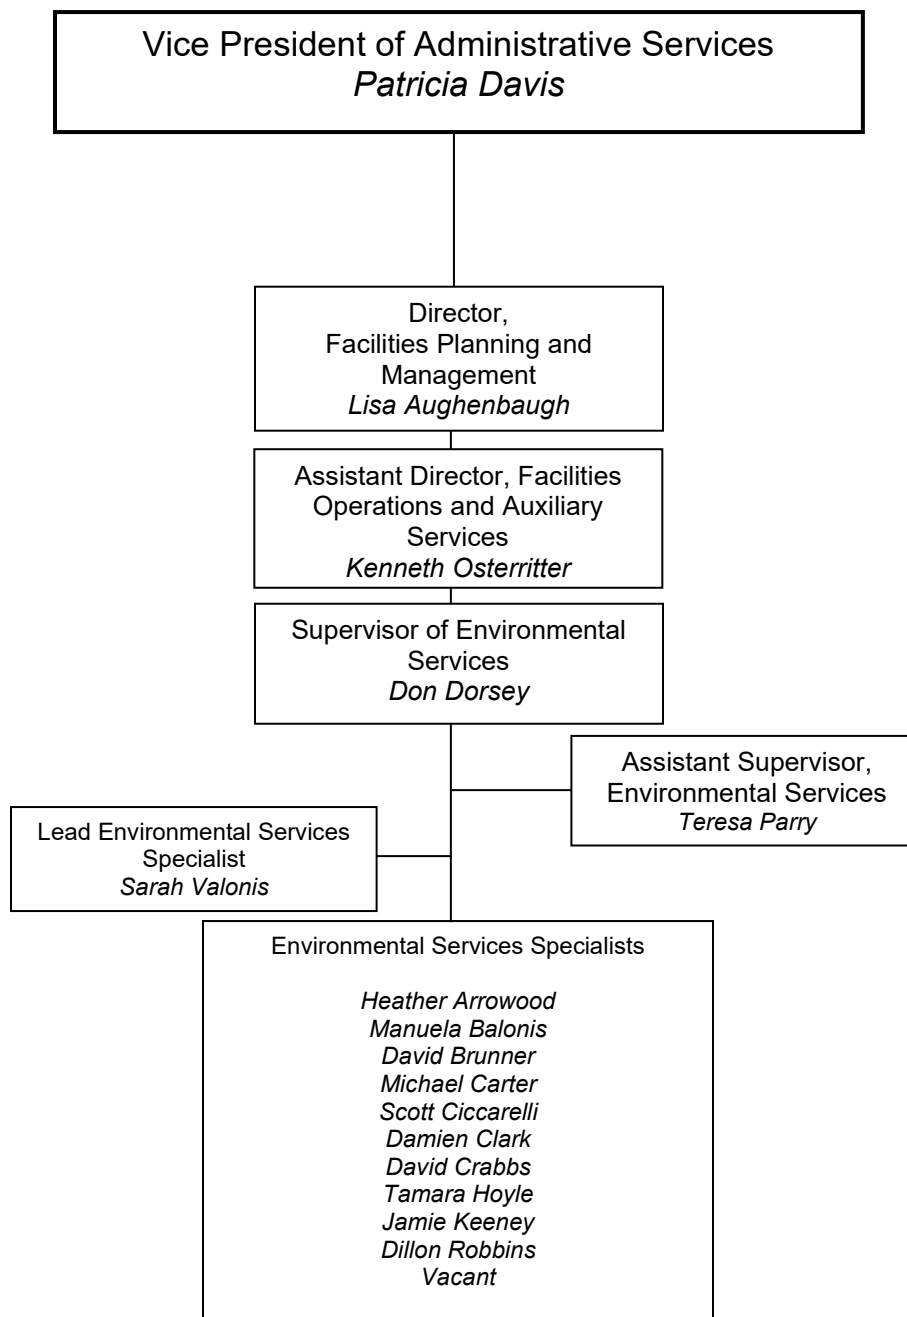 Vice President of Administrative Services
Patricia Davis
Director,
Facilities Planning and
Management
Lisa Aughenbaugh
Assistant Director, Facilities
Operations and Auxiliary
Services
Kenneth Osterritter
Supervisor of Environmental
Services
Don Dorsey
Assistant Supervisor,
Environmental Services
Teresa Parry
Lead Environmental Services
Specialist
Sarah Valonis
Environmental Services Specialists
Heather Arrowood
Manuela Balonis
David Brunner
Michael Carter
Scott Ciccarelli
Damien Clark
David Crabbs
Tamara Hoyle
Jamie Keeney
Dillon Robbins
Vacant